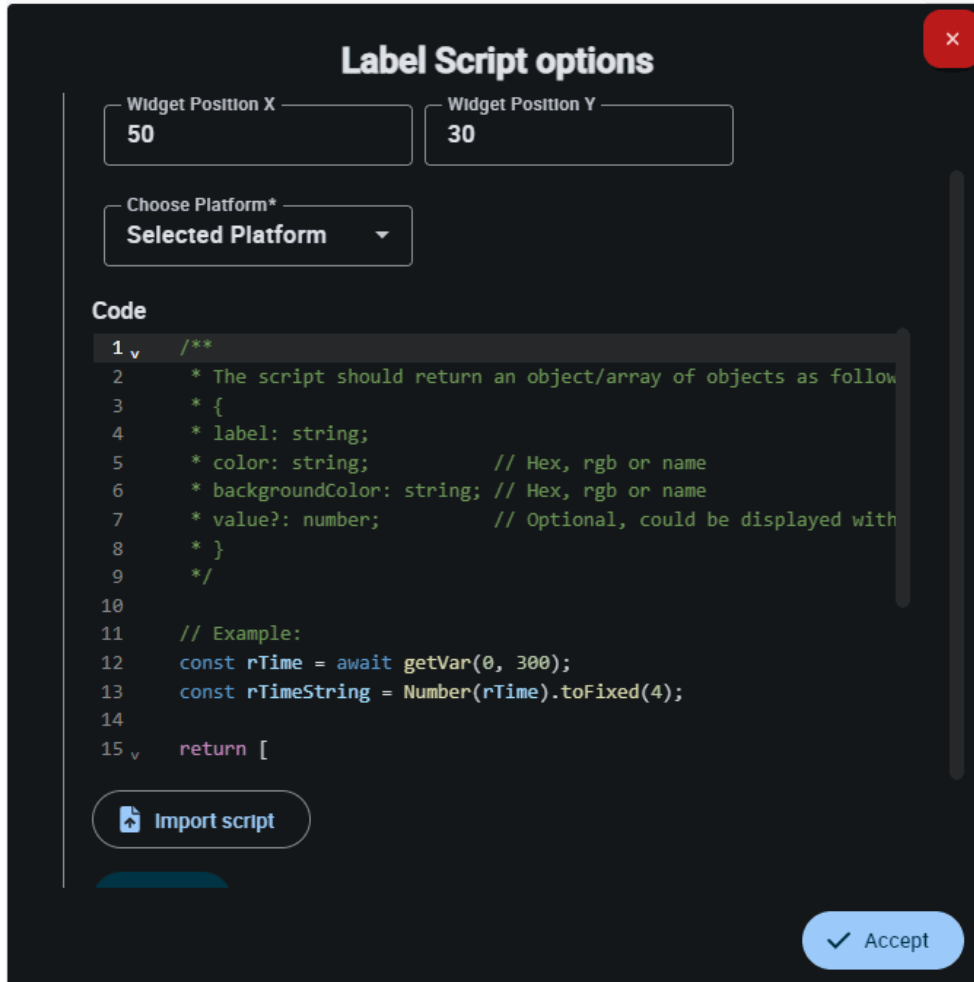 Label Script options
Widget Position X
50
Widget Position Y
30
Choose Platform*
Selected Platform
Code
1 /**
2 * The script should return an object/array of objects as follow
3 * {
4 * label: string;
5 * color: string; // Hex, rgb or name
6 * backgroundColor: string; // Hex, rgb or name
7 * value?: number; // Optional, could be displayed with
8 * }
9 */
10
11 // Example:
12 const rTime = await getVar(0, 300);
13 const rTimeString = Number(rTime).toFixed(4);
14
15 return [
Import script
Accept